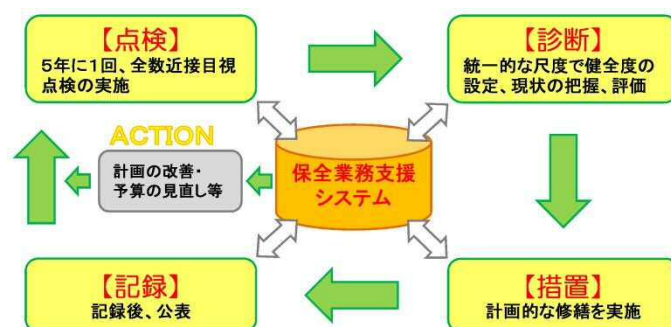 【点検】
5年に1回、全数近接目視
点検の実施
【診断】
統一的な尺度で健全度の
設定、現状の把握、評価
ACTION
計画の改善・
予算の見直し等
保全業務支援
システム
【記録】
記録後、公表
【措置】
計画的な修繕を実施